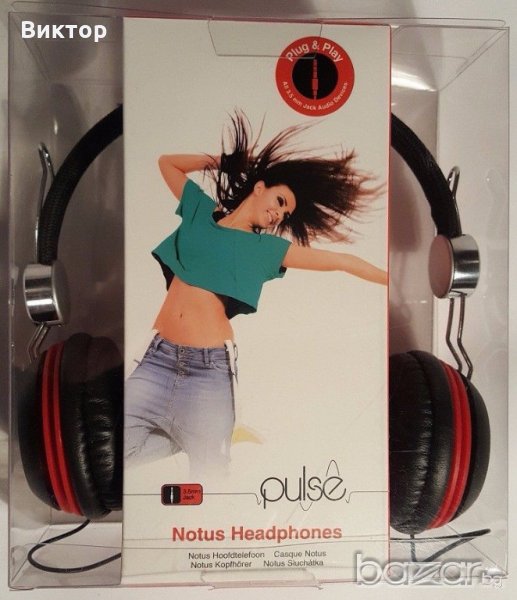 Виктор
Plug & Play
All 3.5 mm Jack Audio Devices
3.5mm
Jack
pulse
Notus Headphones
Notus Hoofdtelefoon Casque Notus
Notus Kopfhörer Notus Sluchátka
bazar.bg